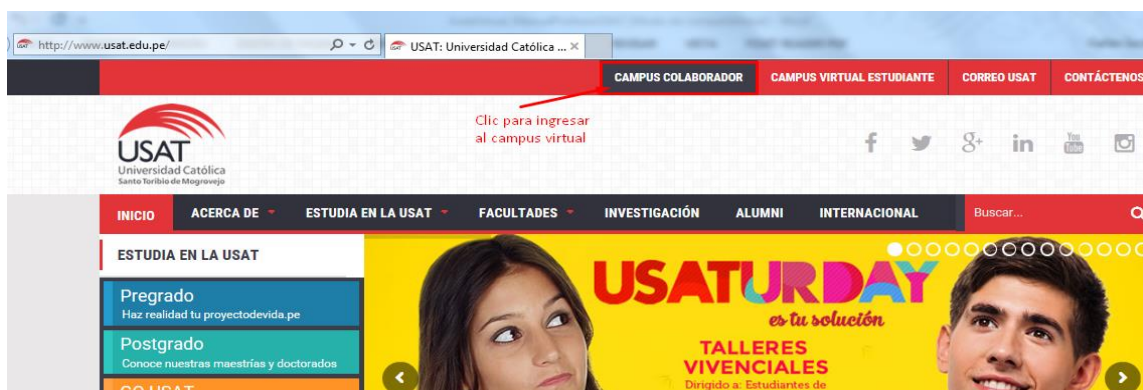 http://www.usat.edu.pe/
USAT: Universidad Católica ...
CAMPUS COLABORADOR
CAMPUS VIRTUAL ESTUDIANTE
CORREO USAT
CONTÁCTENOS
Clic para ingresar
al campus virtual
USAT
Universidad Católica
Santo Toribio de Mogrovejo
f
g+
in
You
Tube
INICIO
ACERCA DE
ESTUDIA EN LA USAT
FACULTADES
INVESTIGACIÓN
ALUMNI
INTERNACIONAL
Buscar...
ESTUDIA EN LA USAT
Pregrado
Haz realidad tu proyectodevida.pe
Postgrado
Conoce nuestras maestrías y doctorados
USATURDAY
es tu solución
TALLERES
VIVENCIALES
Dirigido a: Estudiantes de